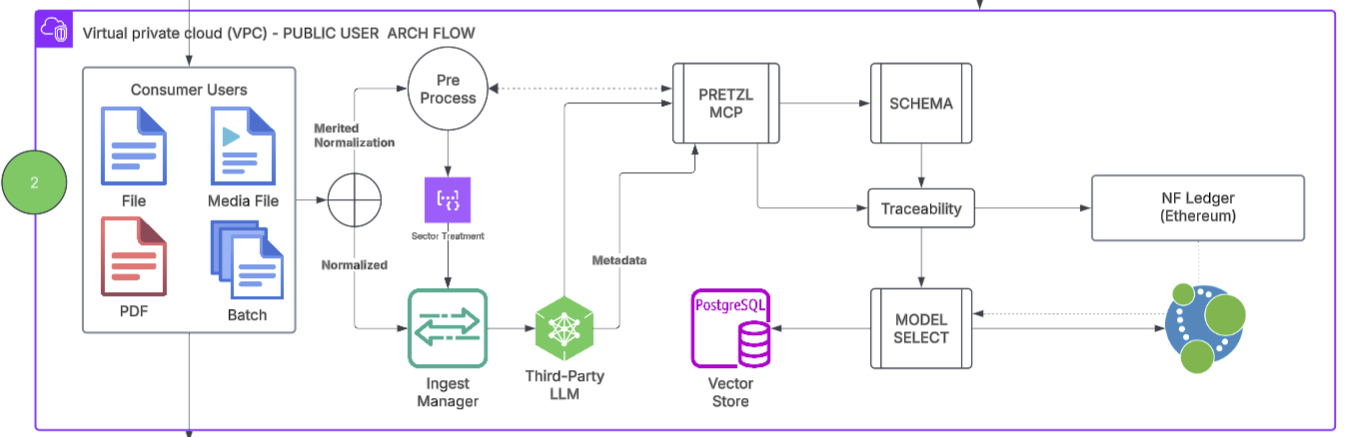 Virtual private cloud (VPC) - PUBLIC USER ARCH FLOW
2
Consumer Users
File
Media File
PDF
Batch
Merited
Normalization
Normalized
Pre
Process
[...]
{}
Sector Treatment
Ingest
Manager
Third-Party
LLM
Metadata
PRETZL
MCP
SCHEMA
Traceability
NF Ledger
(Ethereum)
PostgreSQL
Vector
Store
MODEL
SELECT